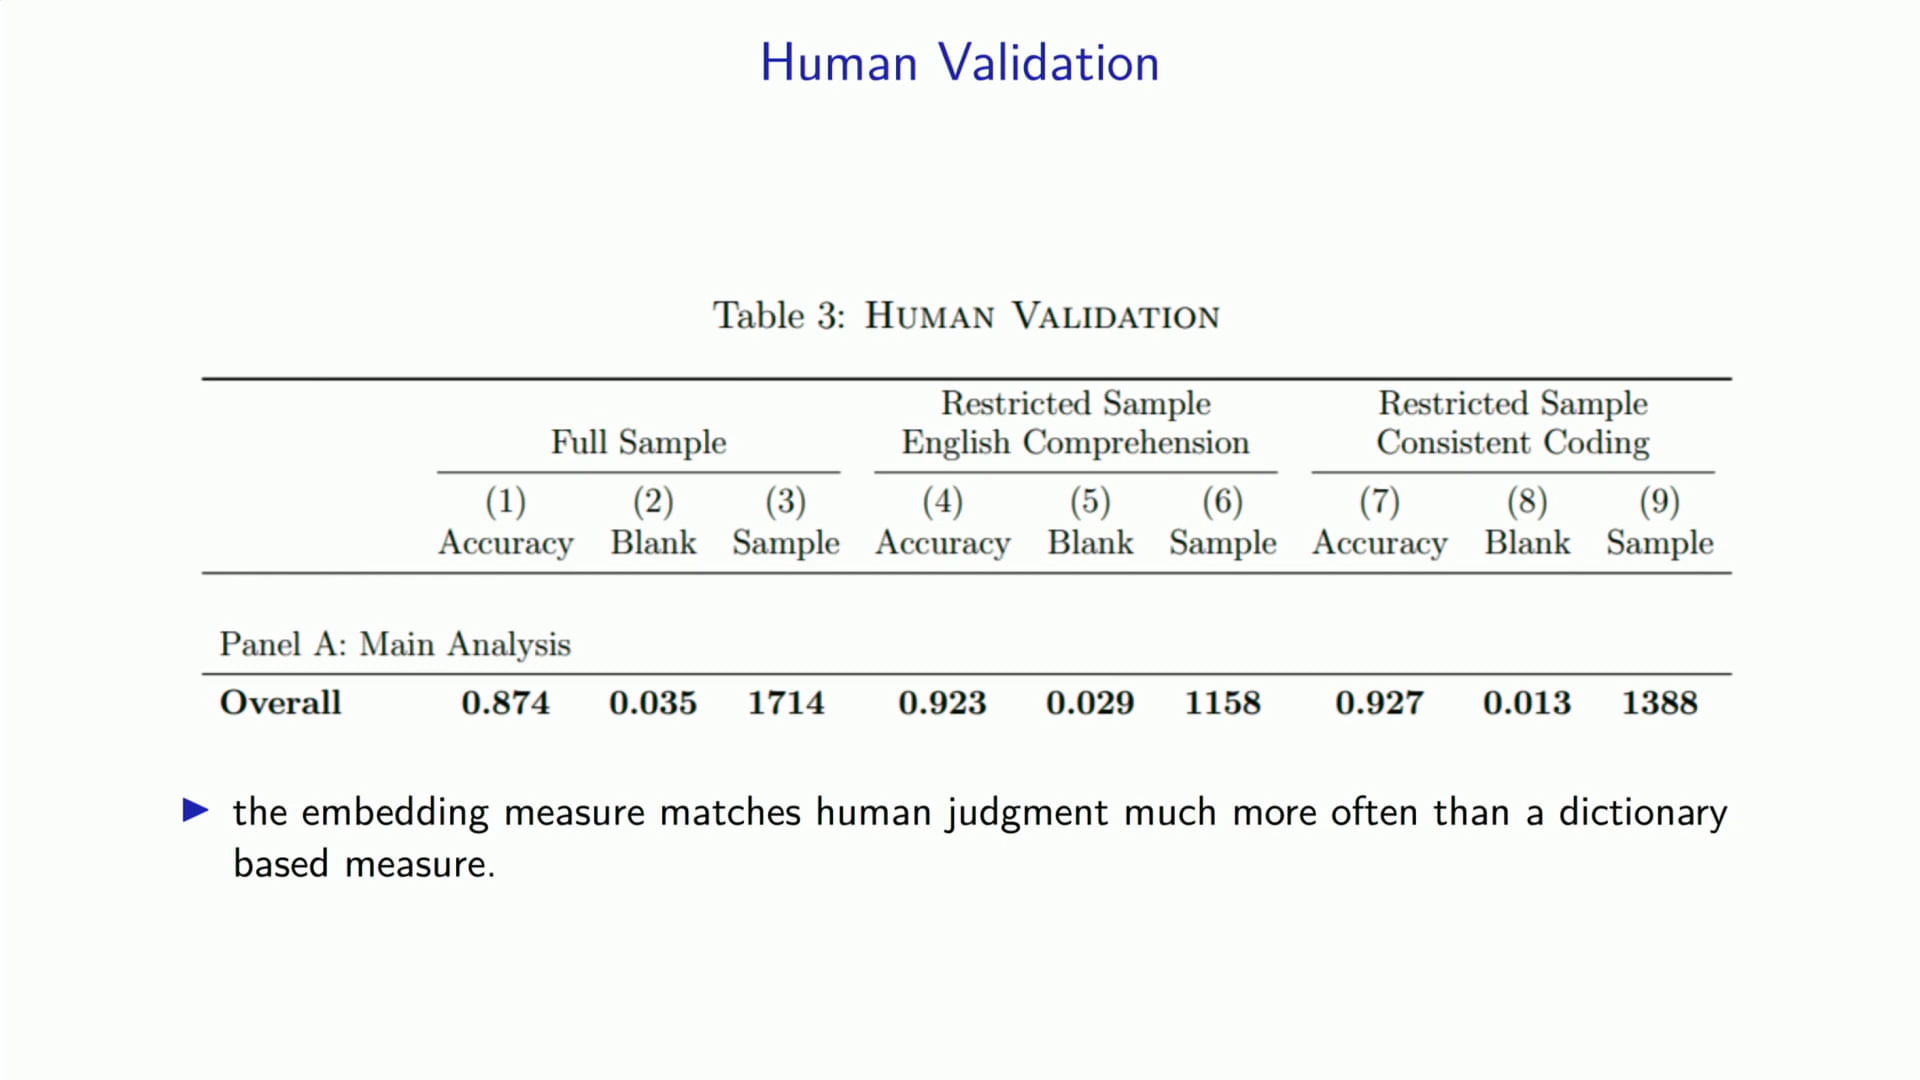 Human Validation
Table 3: HUMAN VALIDATION
Full Sample
Restricted Sample
English Comprehension
Restricted Sample
Consistent Coding
(1) (2) (3) (4) (5) (6) (7) (8) (9)
Accuracy Blank Sample Accuracy Blank Sample Accuracy Blank Sample
Panel A: Main Analysis
Overall 0.874 0.035 1714 0.923 0.029 1158 0.927 0.013 1388
▶ the embedding measure matches human judgment much more often than a dictionary
based measure.